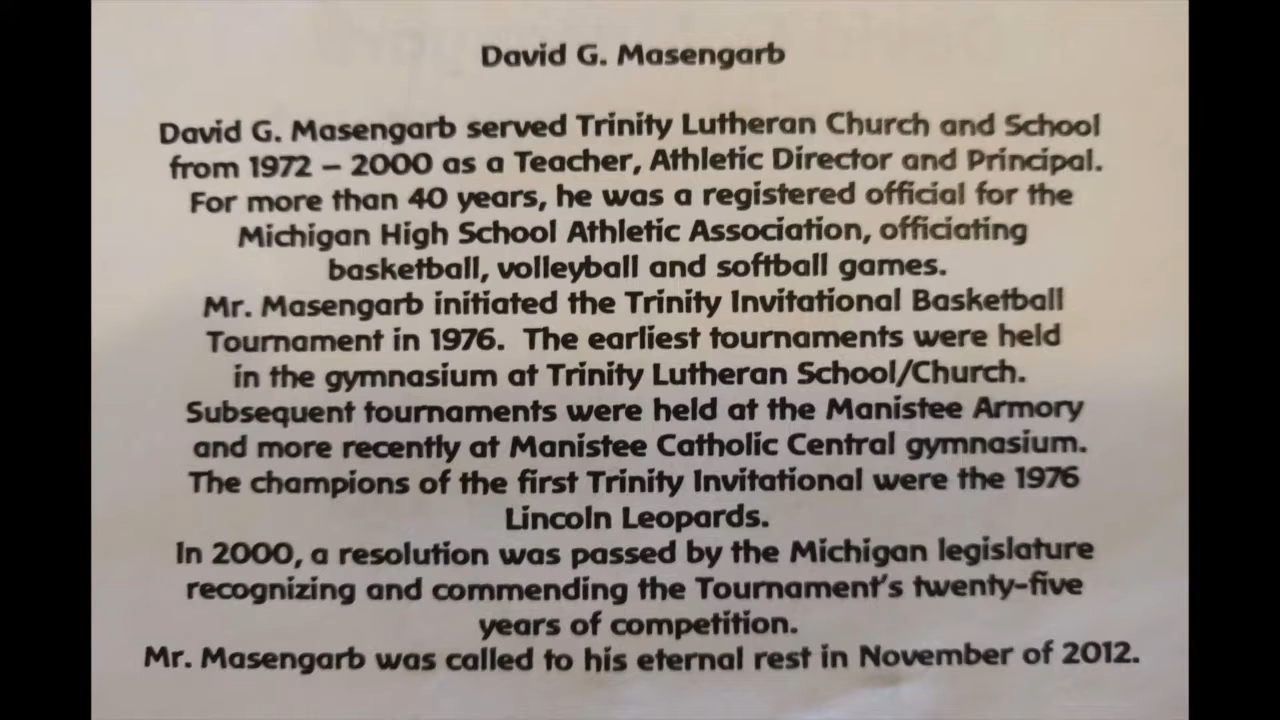 David G. Masengarb
David G. Masengarb served Trinity Lutheran Church and School
from 1972 – 2000 as a Teacher, Athletic Director and Principal.
For more than 40 years, he was a registered official for the
Michigan High School Athletic Association, officiating
basketball, volleyball and softball games.
Mr. Masengarb initiated the Trinity Invitational Basketball
Tournament in 1976.  The earliest tournaments were held
in the gymnasium at Trinity Lutheran School/Church.
Subsequent tournaments were held at the Manistee Armory
and more recently at Manistee Catholic Central gymnasium.
The champions of the first Trinity Invitational were the 1976
Lincoln Leopards.
In 2000, a resolution was passed by the Michigan legislature
recognizing and commending the Tournament's twenty-five
years of competition.
Mr. Masengarb was called to his eternal rest in November of 2012.